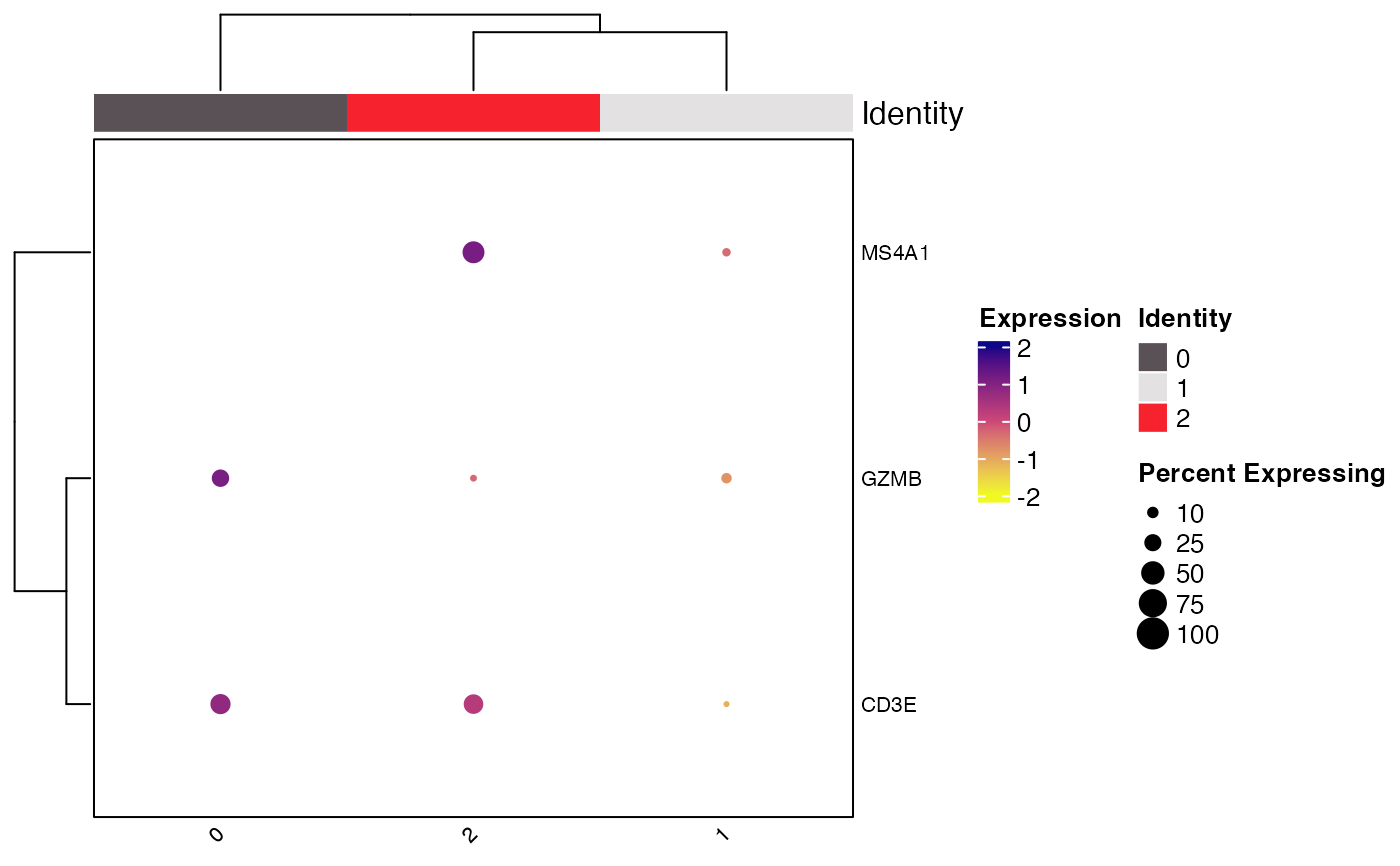 Identity
MS4A1
GZMB
CD3E
0
2
1
Expression
2
1
0
-1
-2
Identity
0
1
2
Percent Expressing
10
25
50
75
100